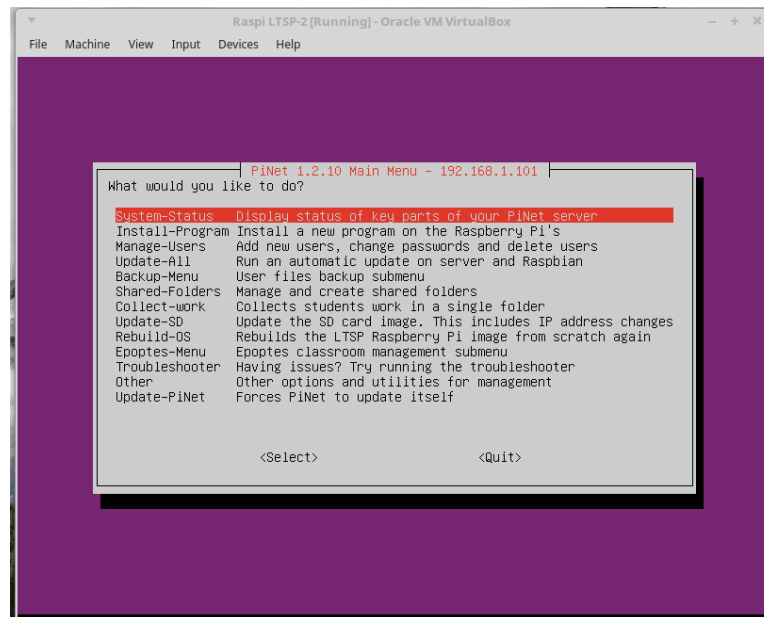 Raspi LTSP-2 [Running] - Oracle VM VirtualBox
File Machine View Input Devices Help
PiNet 1.2.10 Main Menu - 192.168.1.101
What would you like to do?
System-Status Display status of key parts of your PiNet server
Install-Program Install a new program on the Raspberry Pi's
Manage-Users Add new users, change passwords and delete users
Update-All Run an automatic update on server and Raspbian
Backup-Menu User files backup submenu
Shared-Folders Manage and create shared folders
Collect-work Collects students work in a single folder
Update-SD Update the SD card image. This includes IP address changes
Rebuild-OS Rebuilds the LTSP Raspberry Pi image from scratch again
Epoptes-Menu Epoptes classroom management submenu
Troubleshooter Having issues? Try running the troubleshooter
Other Other options and utilities for management
Update-PiNet Forces PiNet to update itself
<Select> <Quit>